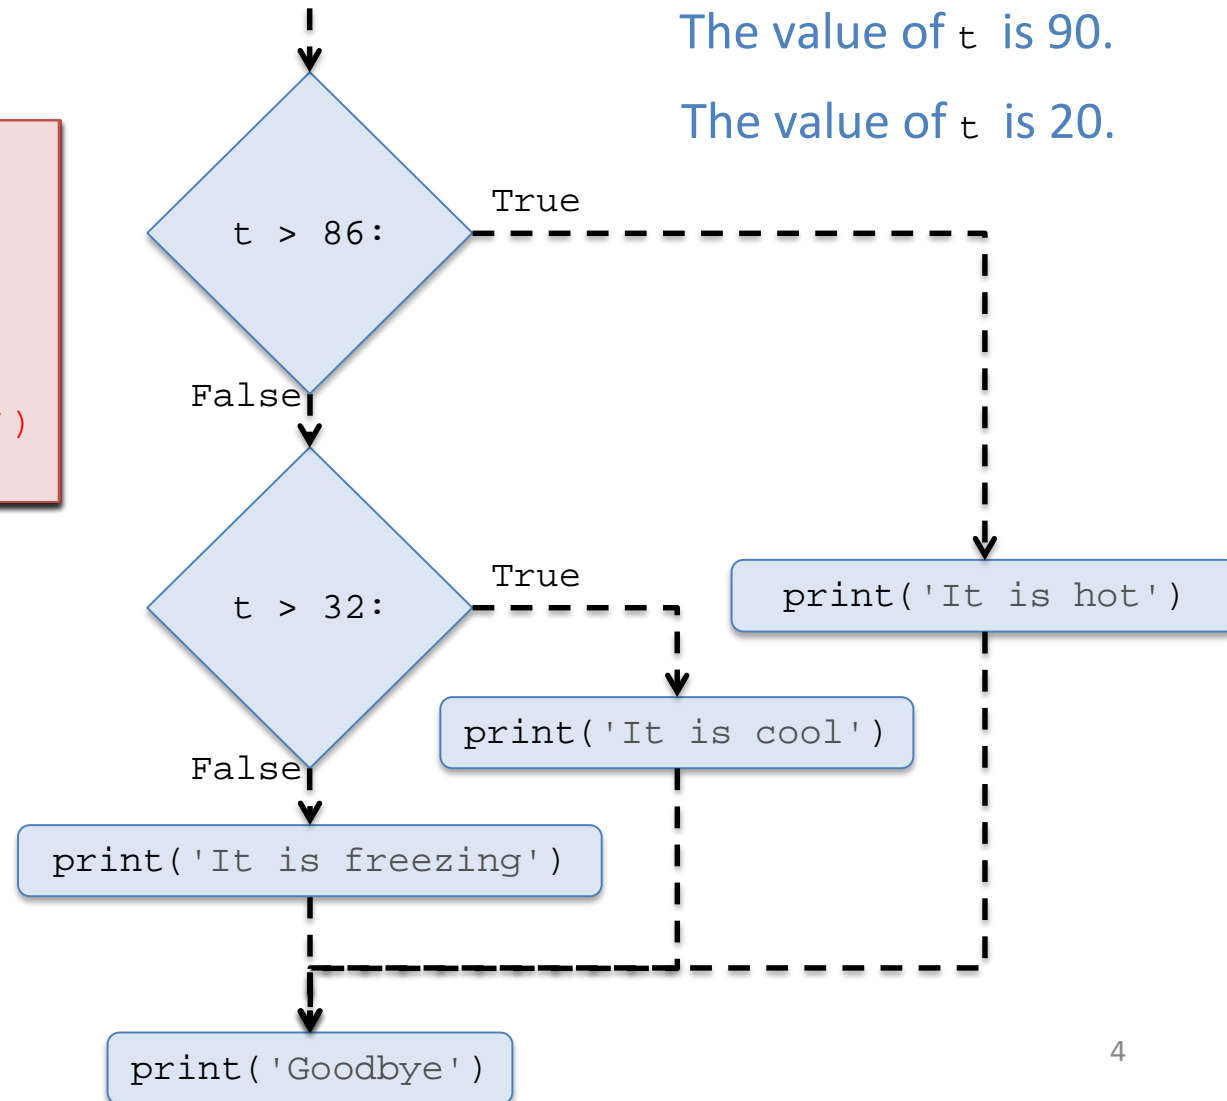 The value of t is 90.
The value of t is 20.
True
t > 86:
False
')
True
t > 32:
print('It is hot')
print('It is cool')
False
print('It is freezing')
print('Goodbye')
4